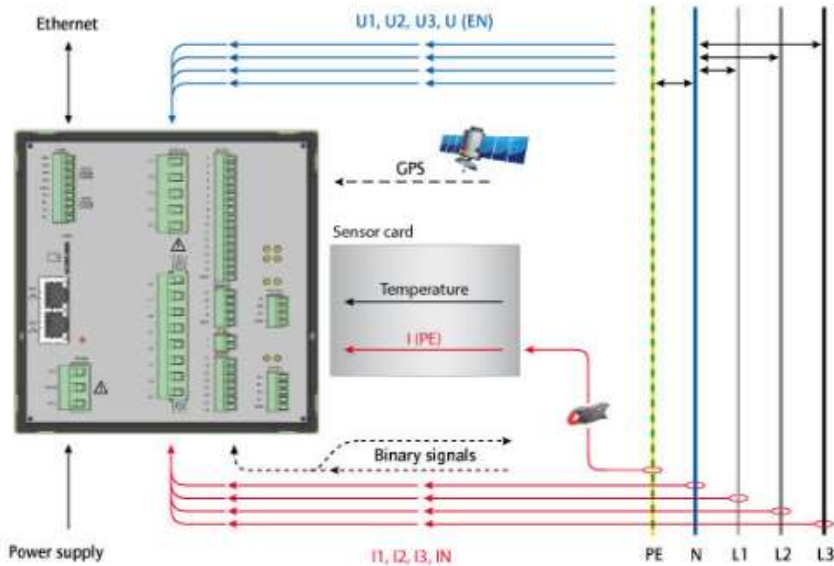 Ethernet
U1, U2, U3, U (EN)
GPS
Sensor card
Temperature
I (PE)
Binary signals
Power supply
I1, I2, I3, IN
PE
N
L1
L2
L3